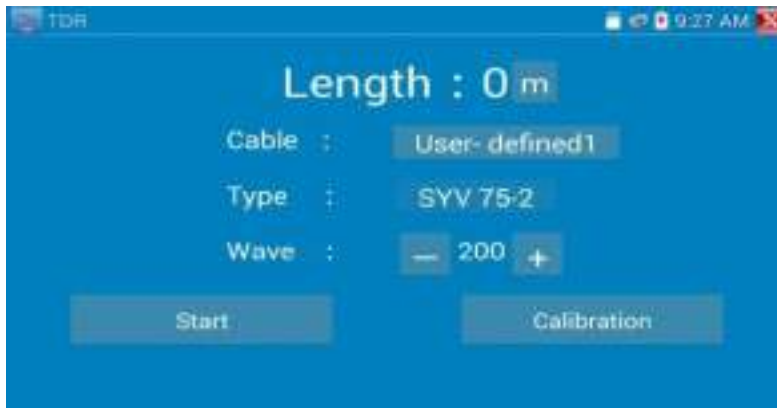 TDR 9:27 AM
Length : 0 m
Cable : User- defined1
Type : SYV 75-2
Wave : — 200 +
Start Calibration